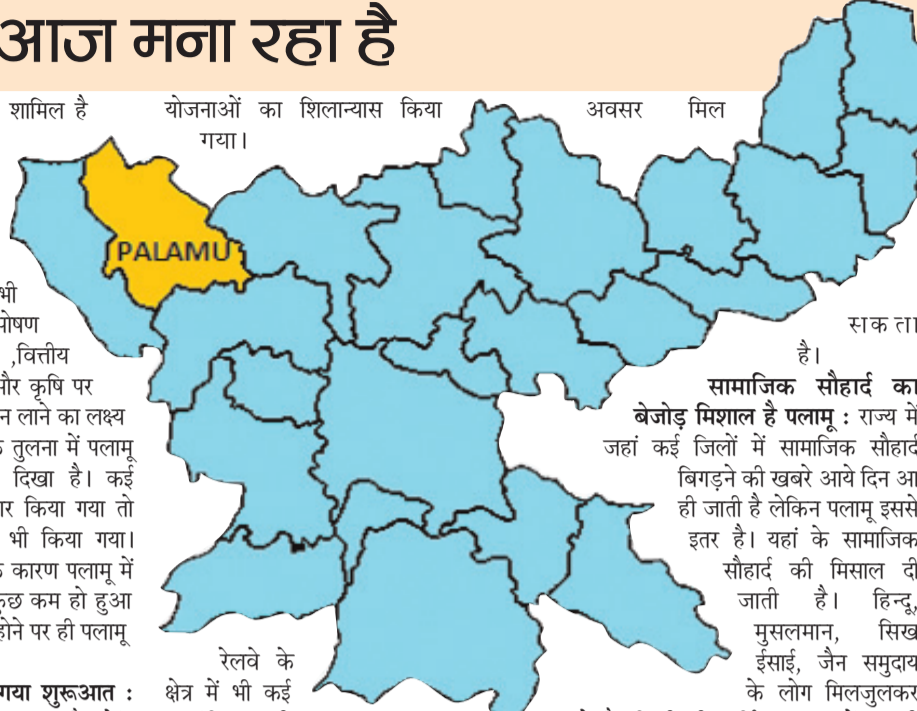 आज मना रहा है
शामिल है
भी
पोषण
,वित्तीय
और कृषि पर
न लाने का लक्ष्य
तुलना में पलामू
दिखा है। कई
र किया गया तो
भी किया गया।
कारण पलामू में
कुछ कम हो हुआ
होने पर ही पलामू
गया शुरूआत :
योजनाओं का शिलान्यास किया
गया।
PALAMU
रेलवे के
क्षेत्र में भी कई
अवसर मिल
साकता
है।
सामाजिक सौहार्द का
बेजोड़ मिशाल है पलामू : राज्य में
जहां कई जिलों में सामाजिक सौहार्द
बिगड़ने की खबरे आये दिन आ
ही जाती है लेकिन पलामू इससे
इतर है। यहां के सामाजिक
सौहार्द की मिसाल दी
जाती है। हिन्दू,
मुसलमान, सिख
ईसाई, जैन समुदाय
के लोग मिलजुलकर